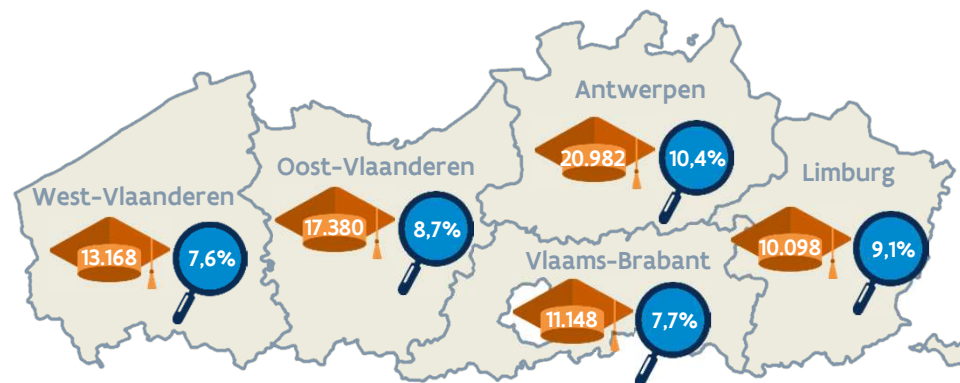 West-Vlaanderen
13.168
7,6%
Oost-Vlaanderen
17.380
8,7%
Antwerpen
20.982
10,4%
Vlaams-Brabant
11.148
7,7%
Limburg
10.098
9,1%